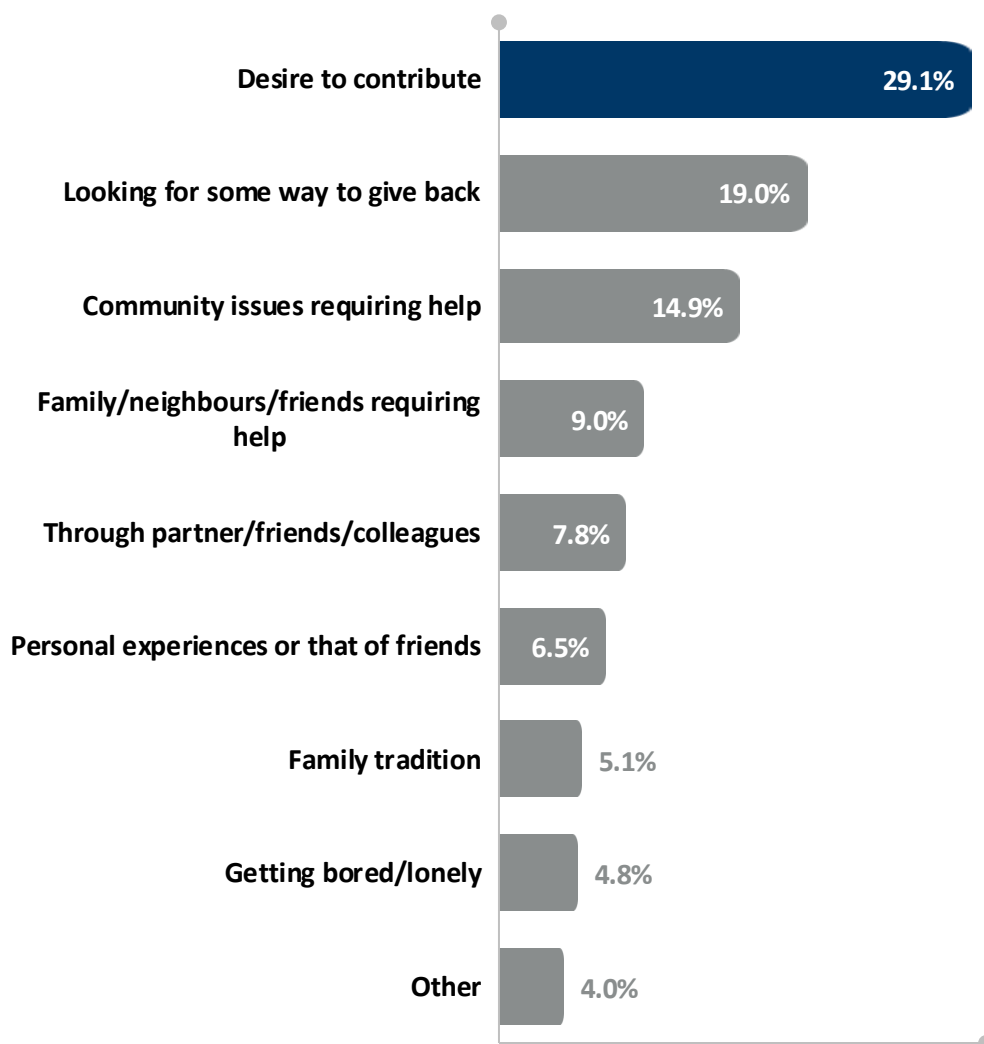 Desire to contribute 29.1%
Looking for some way to give back 19.0%
Community issues requiring help 14.9%
Family/neighbours/friends requiring
help 9.0%
Through partner/friends/colleagues 7.8%
Personal experiences or that of friends 6.5%
Family tradition 5.1%
Getting bored/lonely 4.8%
Other 4.0%